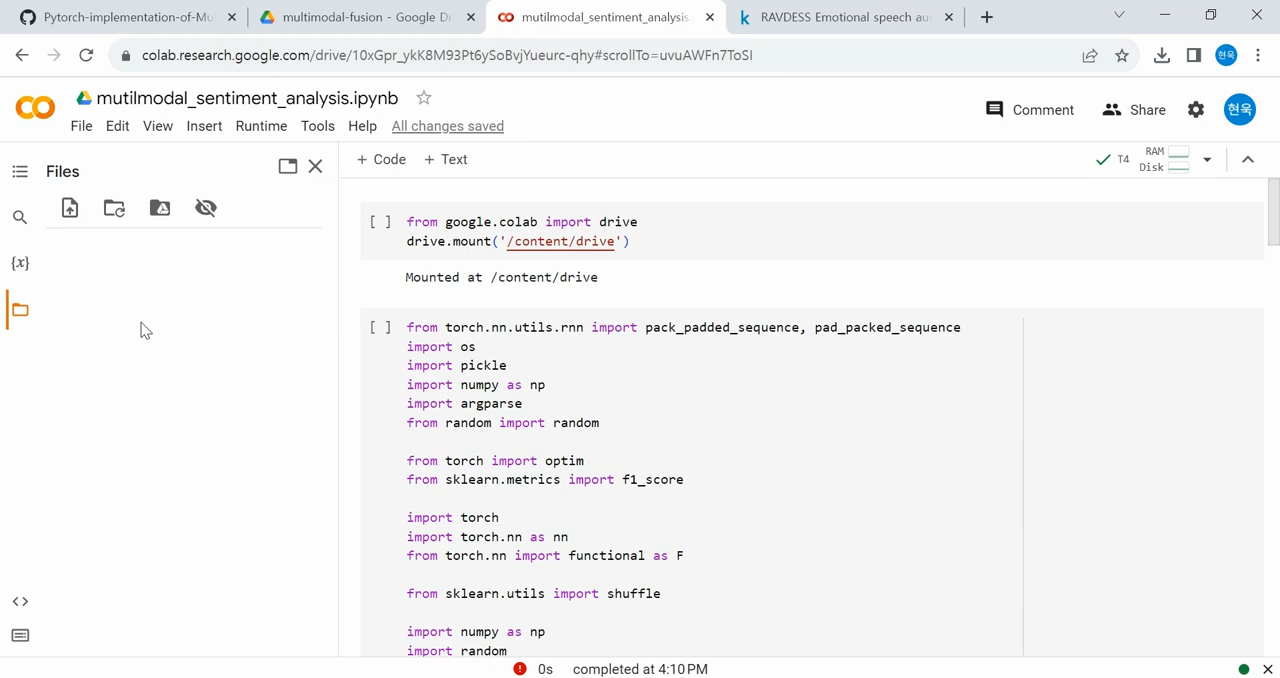 Pytorch-implementation-of-Mu
multimodal-fusion - Google Dr
mutilmodal_sentiment_analysis.
RAVDESS Emotional speech au
colab.research.google.com/drive/10xGpr_ykK8M93Pt6ySoBvjYueurc-qhy#scrollTo=uvuAWFn7ToSI
현욱
mutilmodal_sentiment_analysis.ipynb
File Edit View Insert Runtime Tools Help All changes saved
Comment Share 현욱
Files
+ Code + Text
T4 RAM
Disk
{x}
[ ] from google.colab import drive
drive.mount('/content/drive')
Mounted at /content/drive
[ ] from torch.nn.utils.rnn import pack_padded_sequence, pad_packed_sequence
import os
import pickle
import numpy as np
import argparse
from random import random
from torch import optim
from sklearn.metrics import f1_score
import torch
import torch.nn as nn
from torch.nn import functional as F
from sklearn.utils import shuffle
import numpy as np
import random
0s completed at 4:10 PM